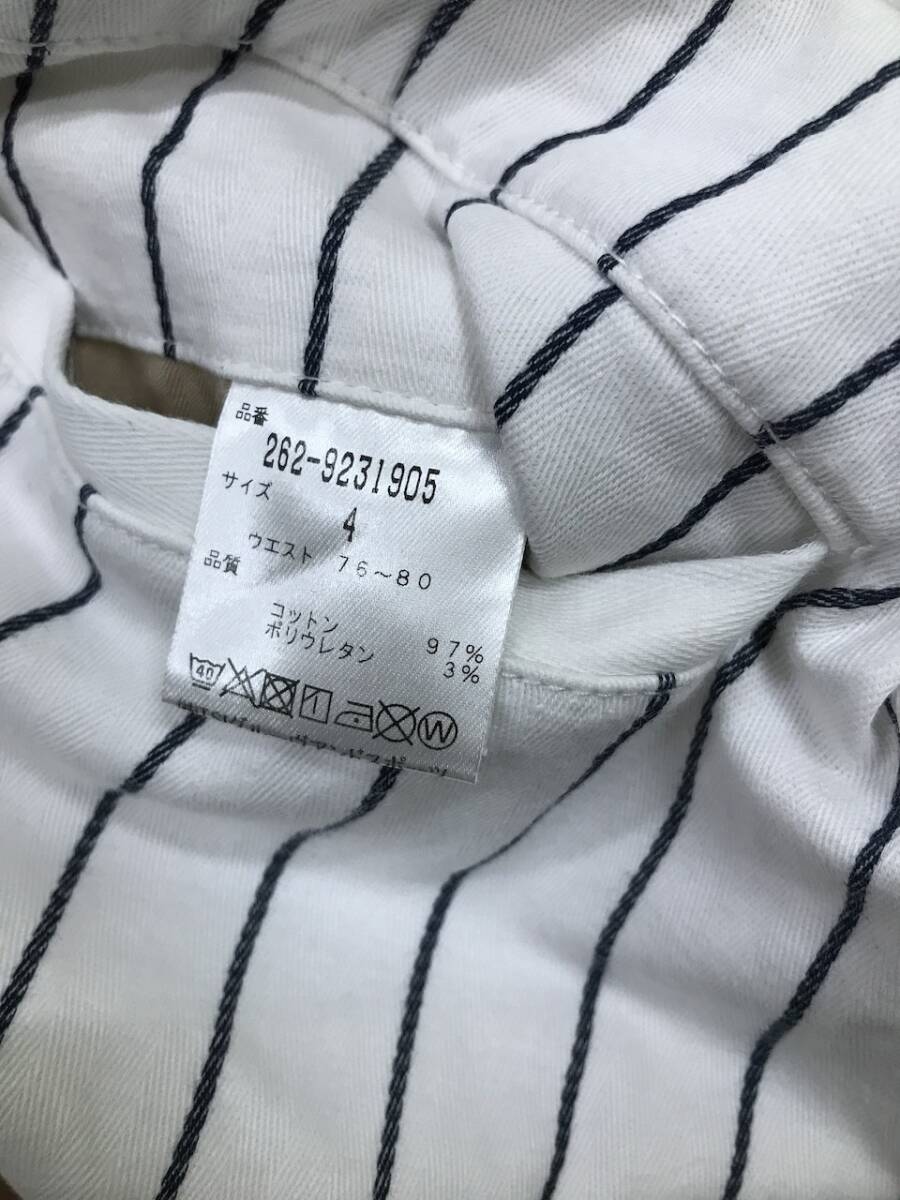 品番
262-9231905
サイズ
4
ウエスト 76~80
品質
コットン 97%
ポリウレタン 3%
40
W